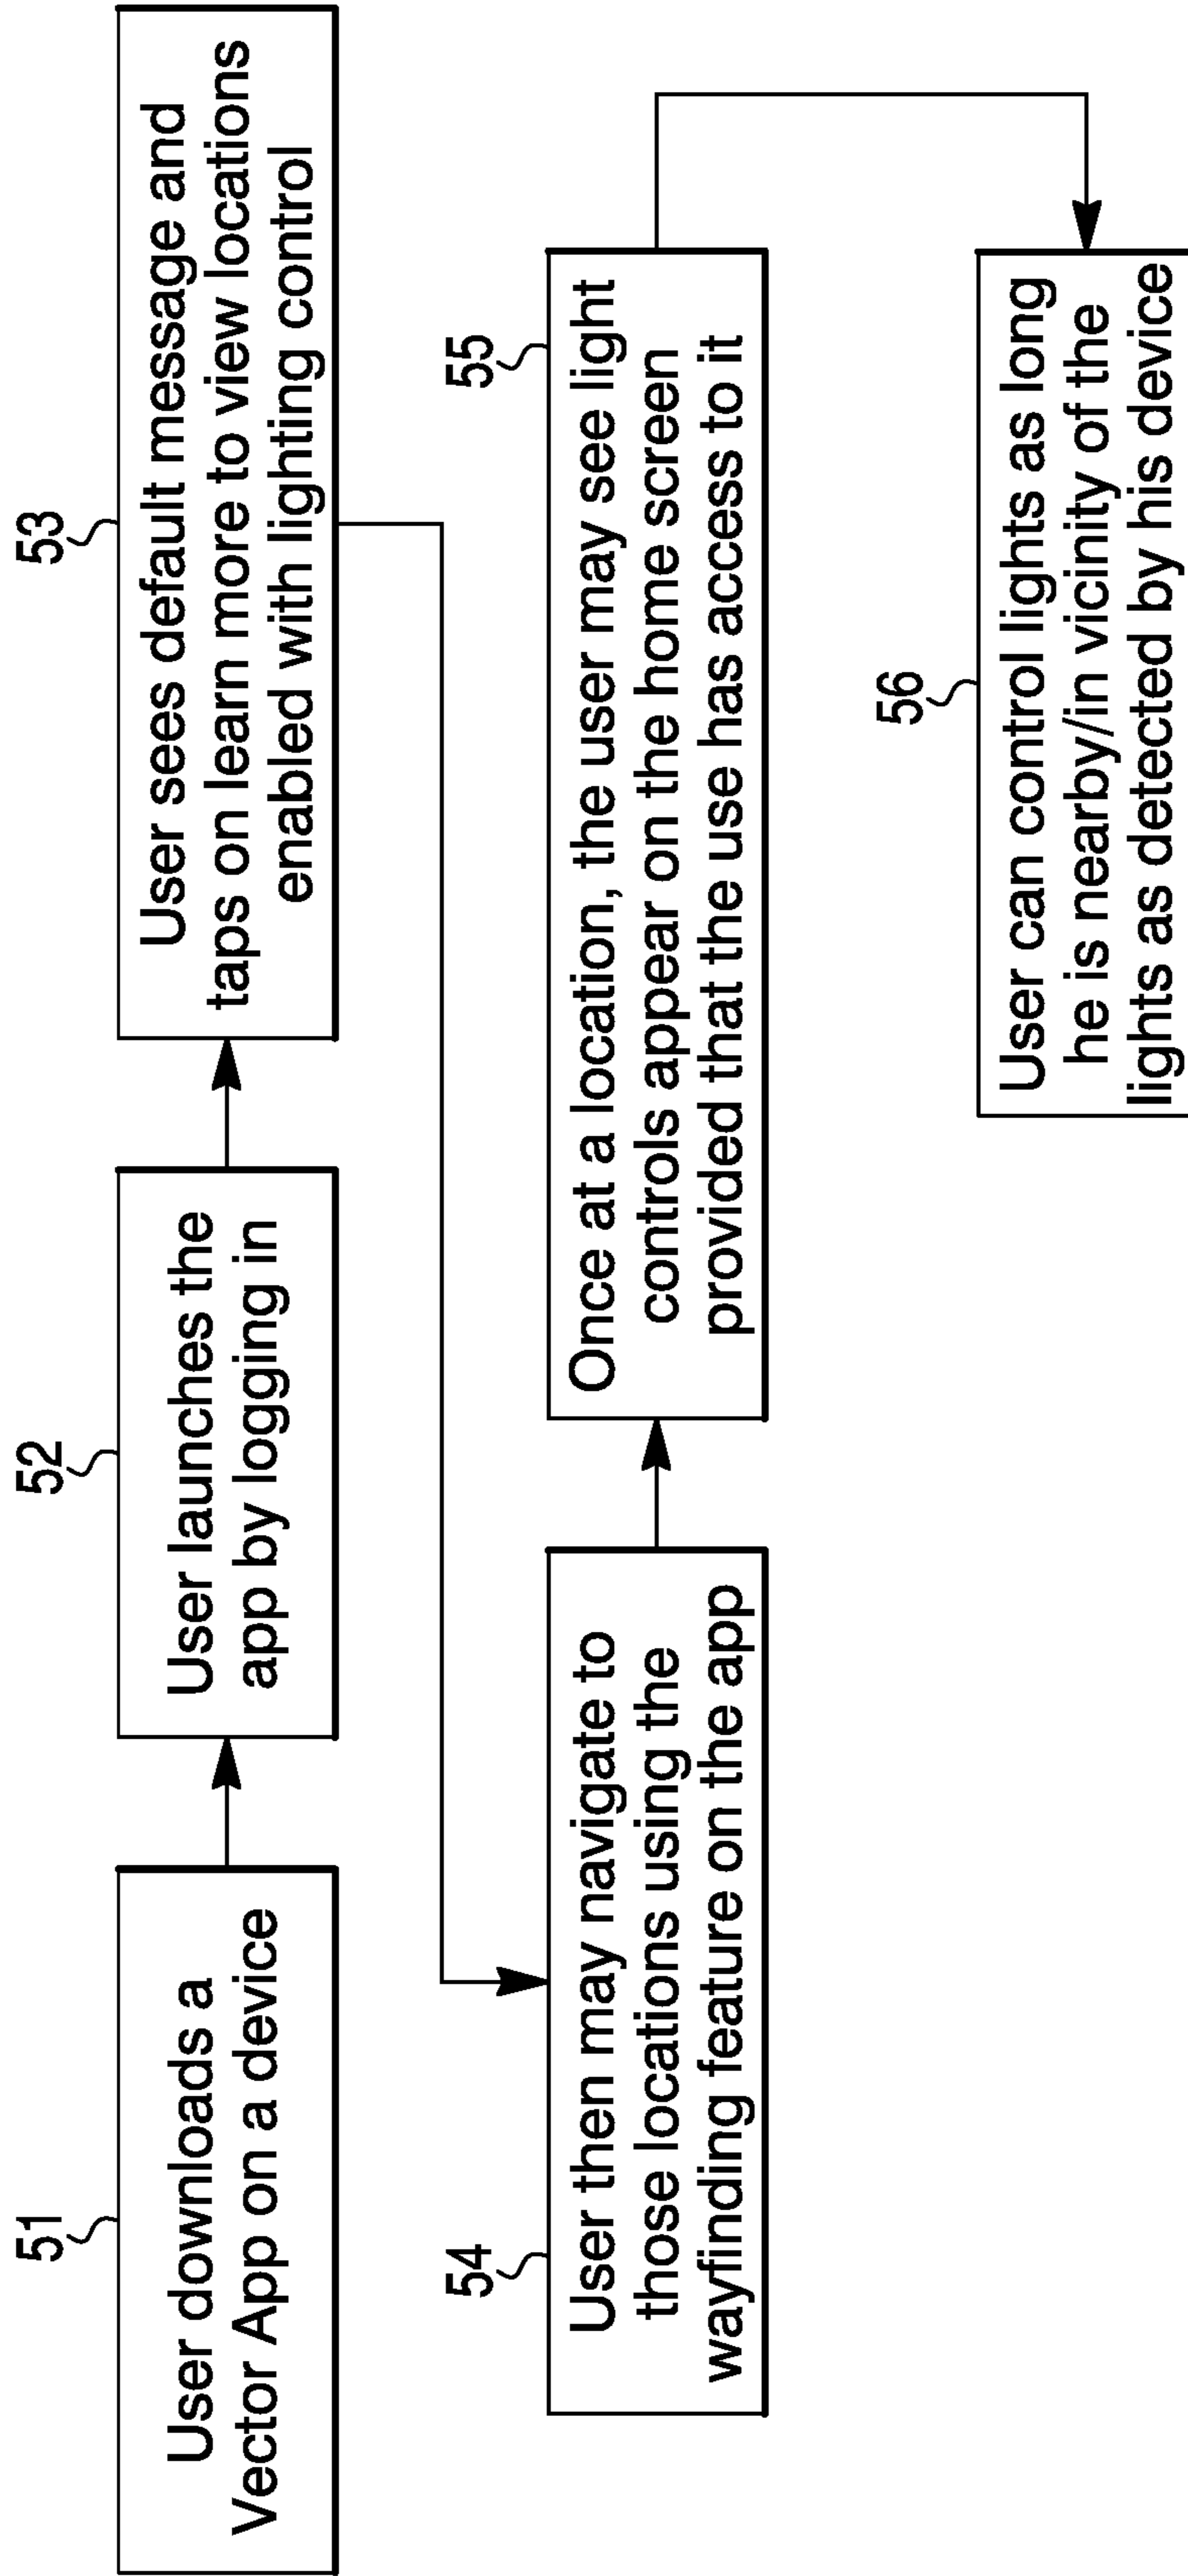 51
User downloads a
Vector App on a device
52
User launches the
app by logging in
53
User sees default message and
taps on learn more to view locations
enabled with lighting control
54
User then may navigate to
those locations using the
wayfinding feature on the app
55
Once at a location, the user may see light
controls appear on the home screen
provided that the use has access to it
56
User can control lights as long
he is nearby/in vicinity of the
lights as detected by his device